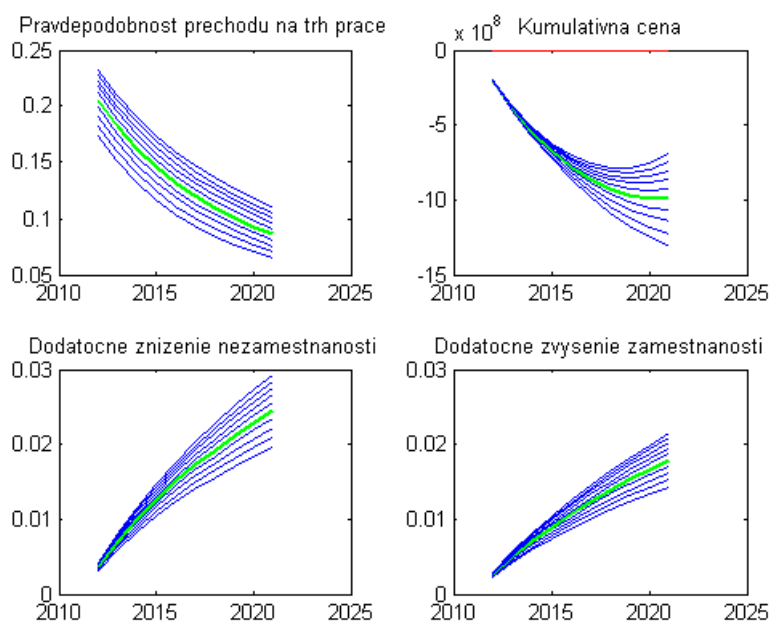 Pravdepodobnost prechodu na trh prace
0.25
0.2
0.15
0.1
0.05
2010 2015 2020 2025
x 10^8 Kumulativna cena
0
-5
-10
-15
2010 2015 2020 2025
Dodatocne znizenie nezamestnanosti
0.03
0.02
0.01
0
2010 2015 2020 2025
Dodatocne zvysenie zamestnanosti
0.03
0.02
0.01
0
2010 2015 2020 2025